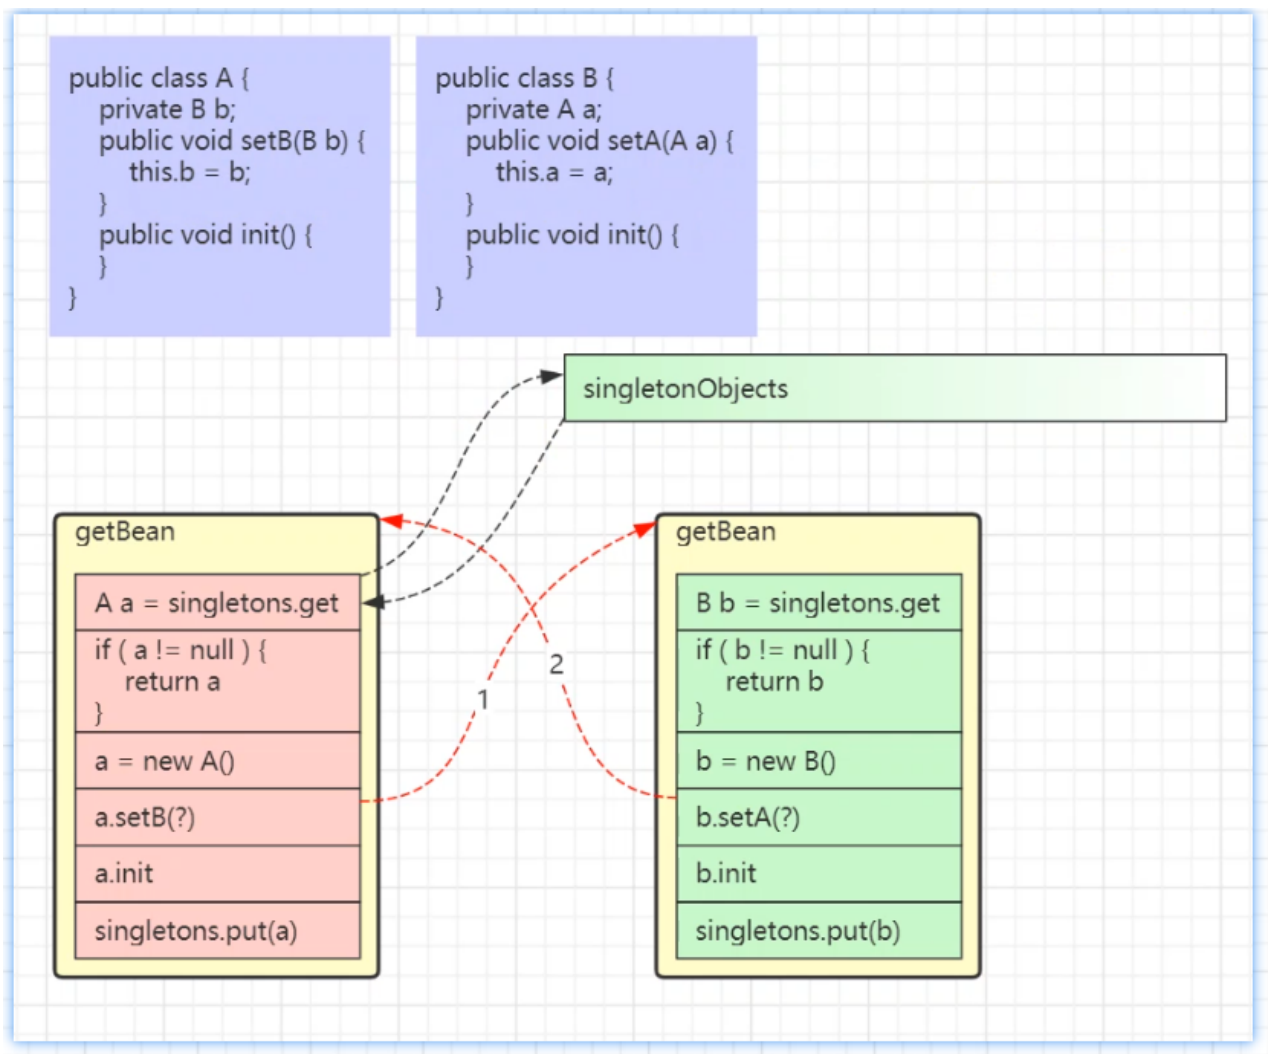 public class A {
private B b;
public void setB(B b) {
this.b = b;
}
public void init() {
}
}
public class B {
private A a;
public void setA(A a) {
this.a = a;
}
public void init() {
}
}
singletonObjects
getBean
A a = singletons.get
if ( a != null ) {
return a
}
a = new A()
a.setB(?)
a.init
singletons.put(a)
1
2
getBean
B b = singletons.get
if ( b != null ) {
return b
}
b = new B()
b.setA(?)
b.init
singletons.put(b)